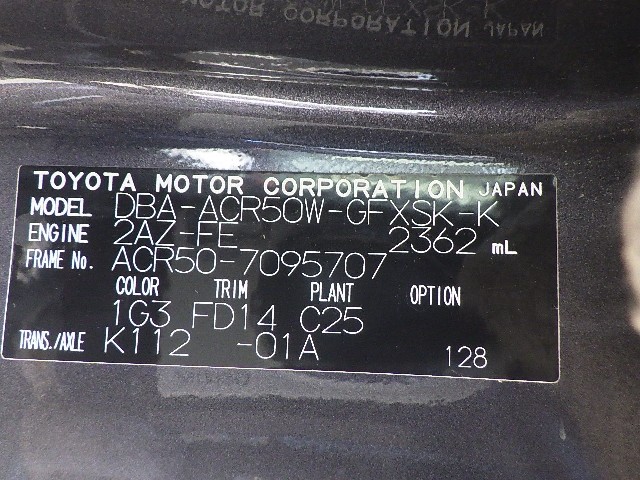 TOYOTA MOTOR CORPORATION JAPAN
MODEL DBA-ACR50W-GFXSK-K
ENGINE 2AZ-FE 2362 mL
FRAME No. ACR50-7095707
COLOR TRIM PLANT OPTION
1G3 FD14 C25
TRANS./AXLE K112 -01A 128